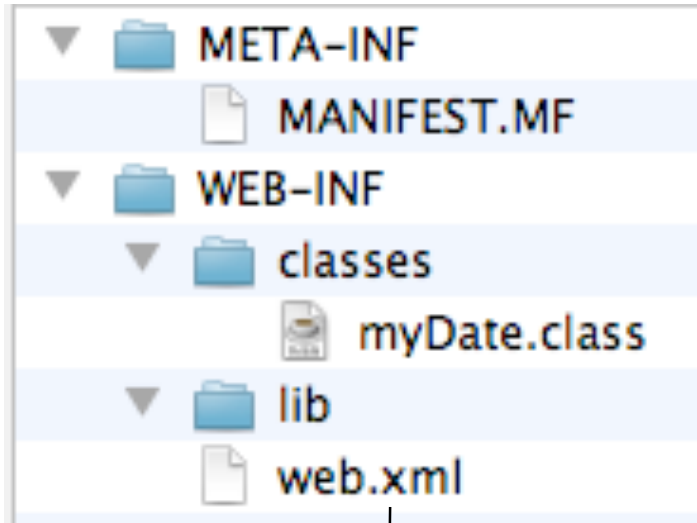 META-INF
MANIFEST.MF
WEB-INF
classes
myDate.class
lib
web.xml